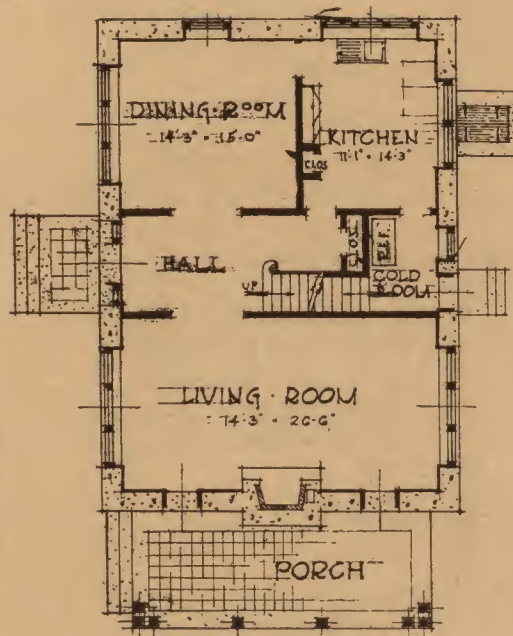 DINING·ROOM
14'-3" × 15'-0"
KITCHEN
11'-1" × 14'-3"
CLOS
HALL
CLOS.
REF.
UP
COLD
ROOM
LIVING·ROOM
14'-3" × 26'-6"
PORCH